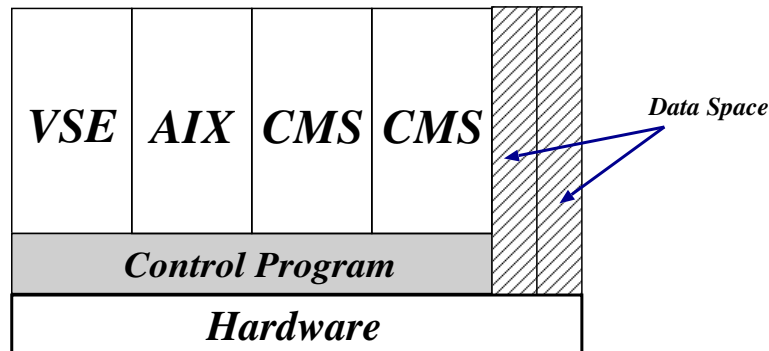 VSE AIX CMS CMS
Data Space
Control Program
Hardware